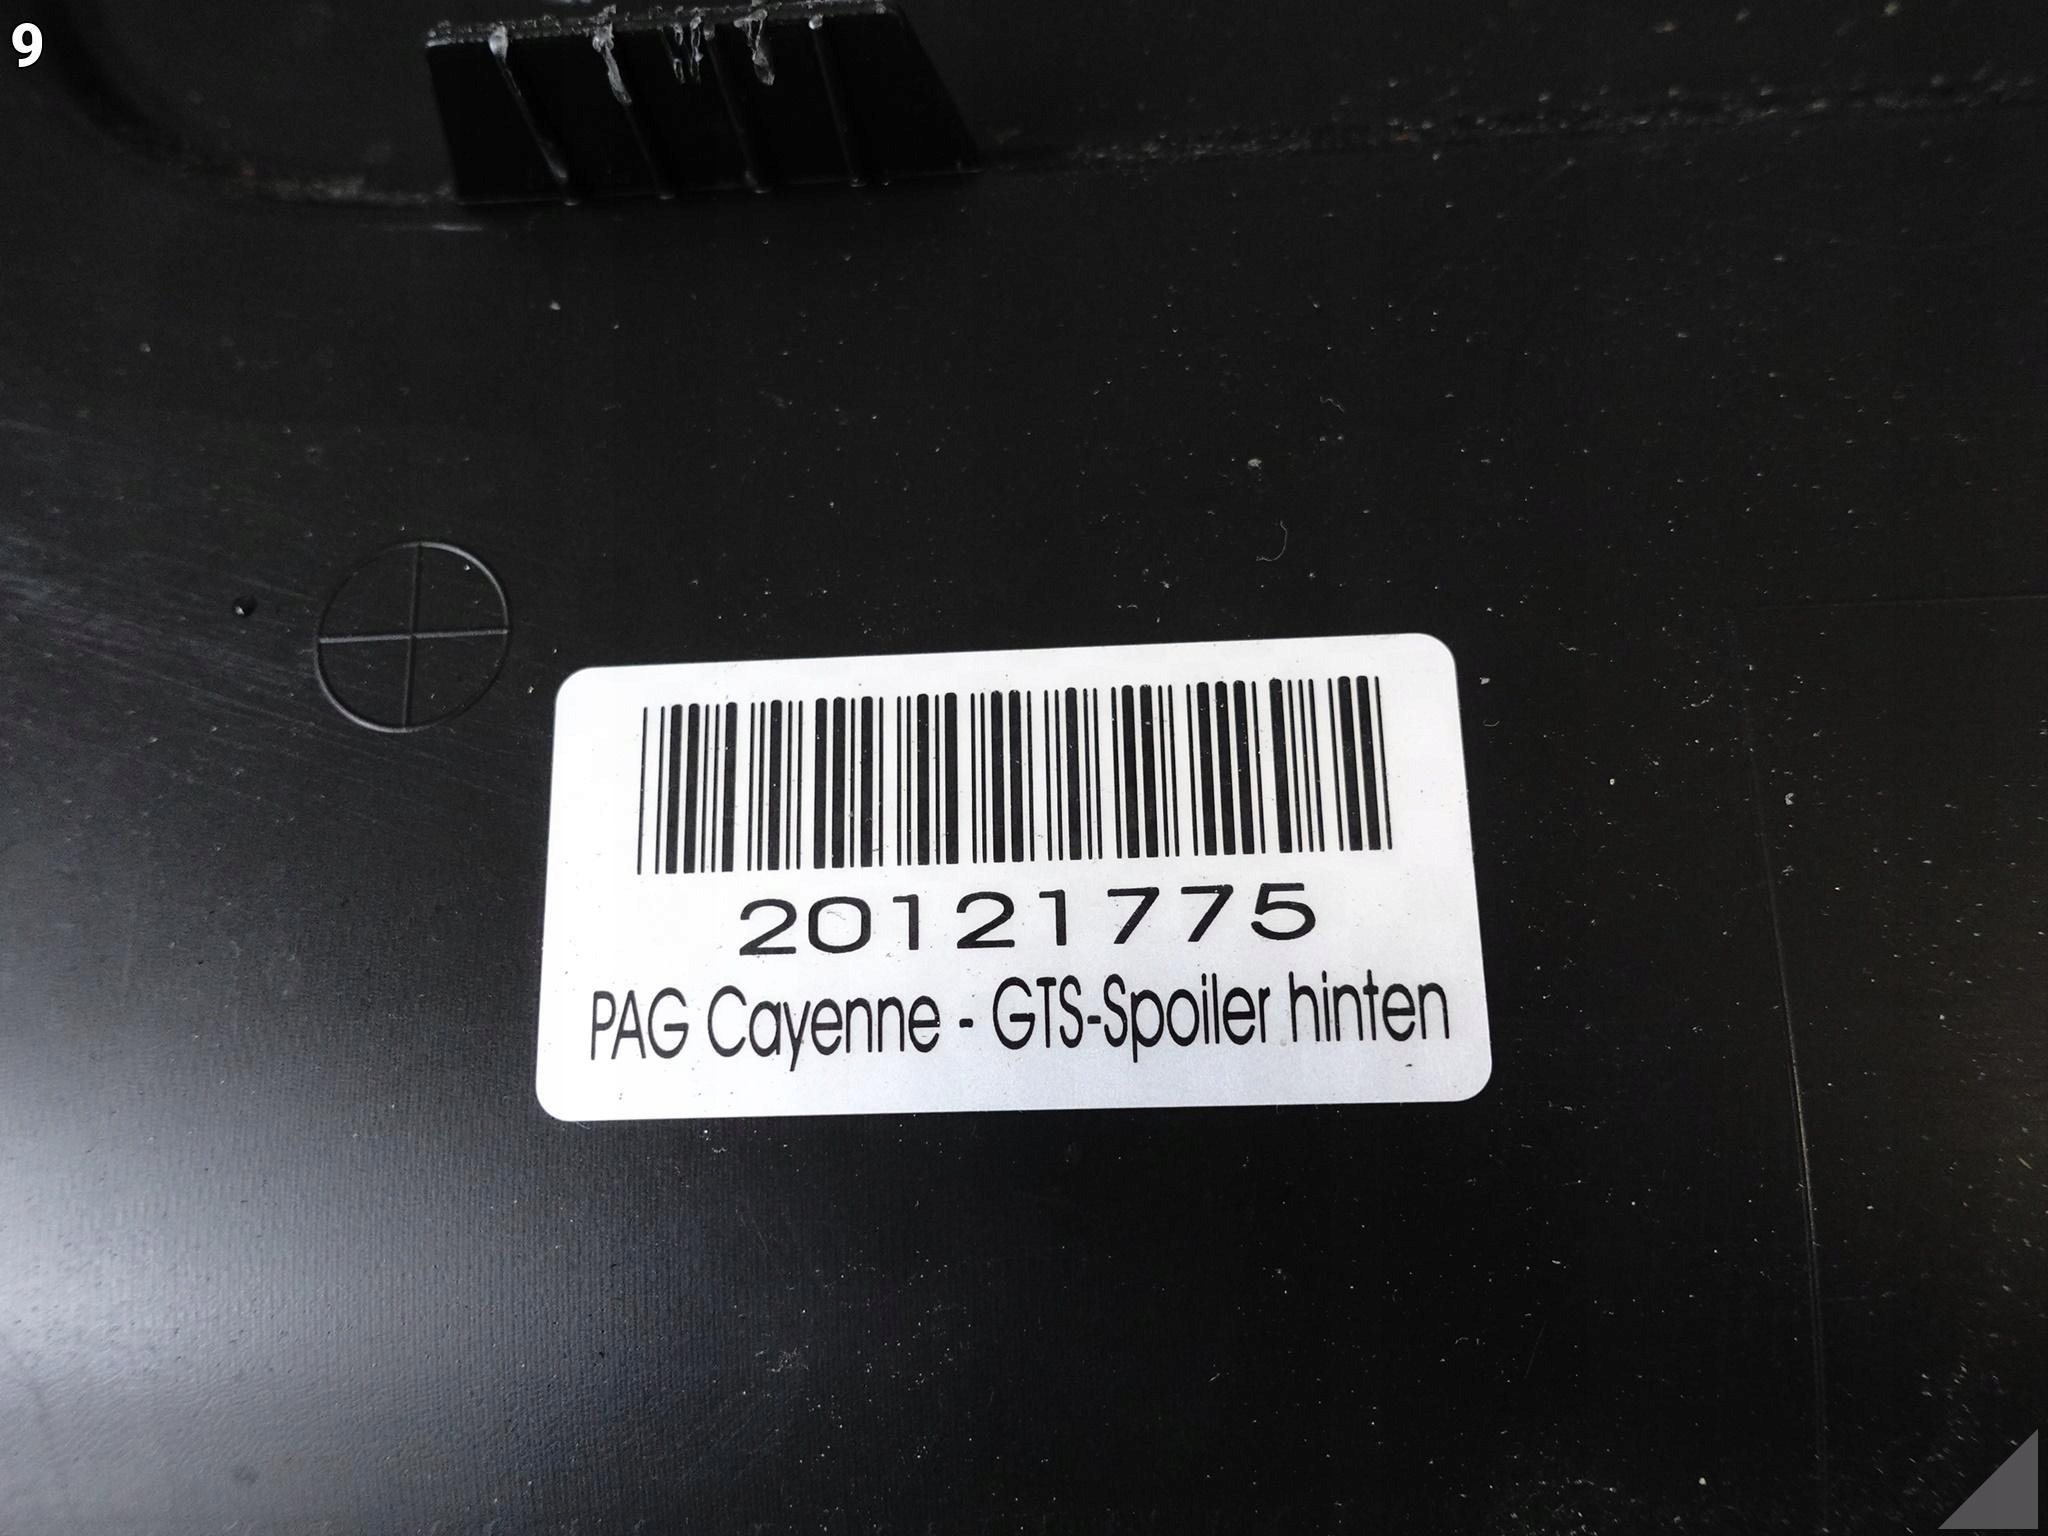 9
20121775
PAG Cayenne - GTS-Spoiler hinten